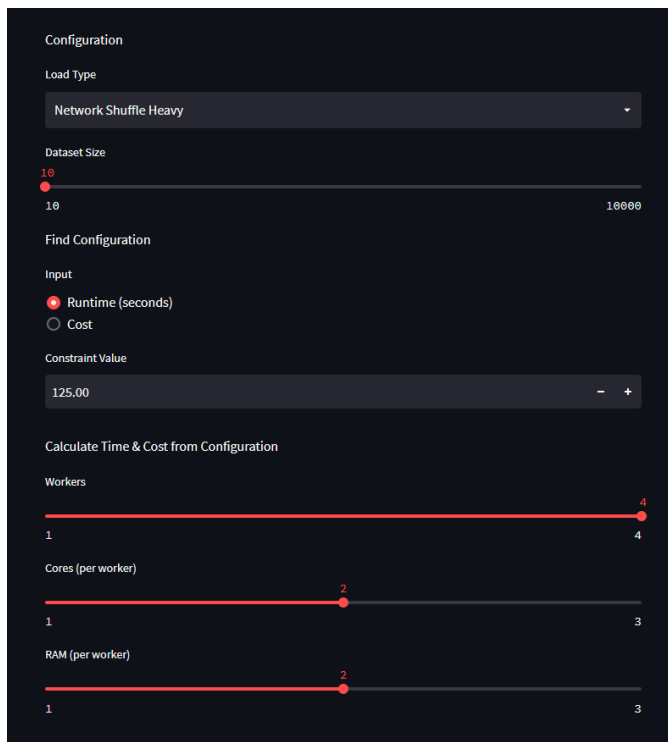 Configuration
Load Type
Network Shuffle Heavy
Dataset Size
10
10 10000
Find Configuration
Input
Runtime (seconds)
Cost
Constraint Value
125.00 − +
Calculate Time & Cost from Configuration
Workers
4
1 4
Cores (per worker)
2
1 3
RAM (per worker)
2
1 3